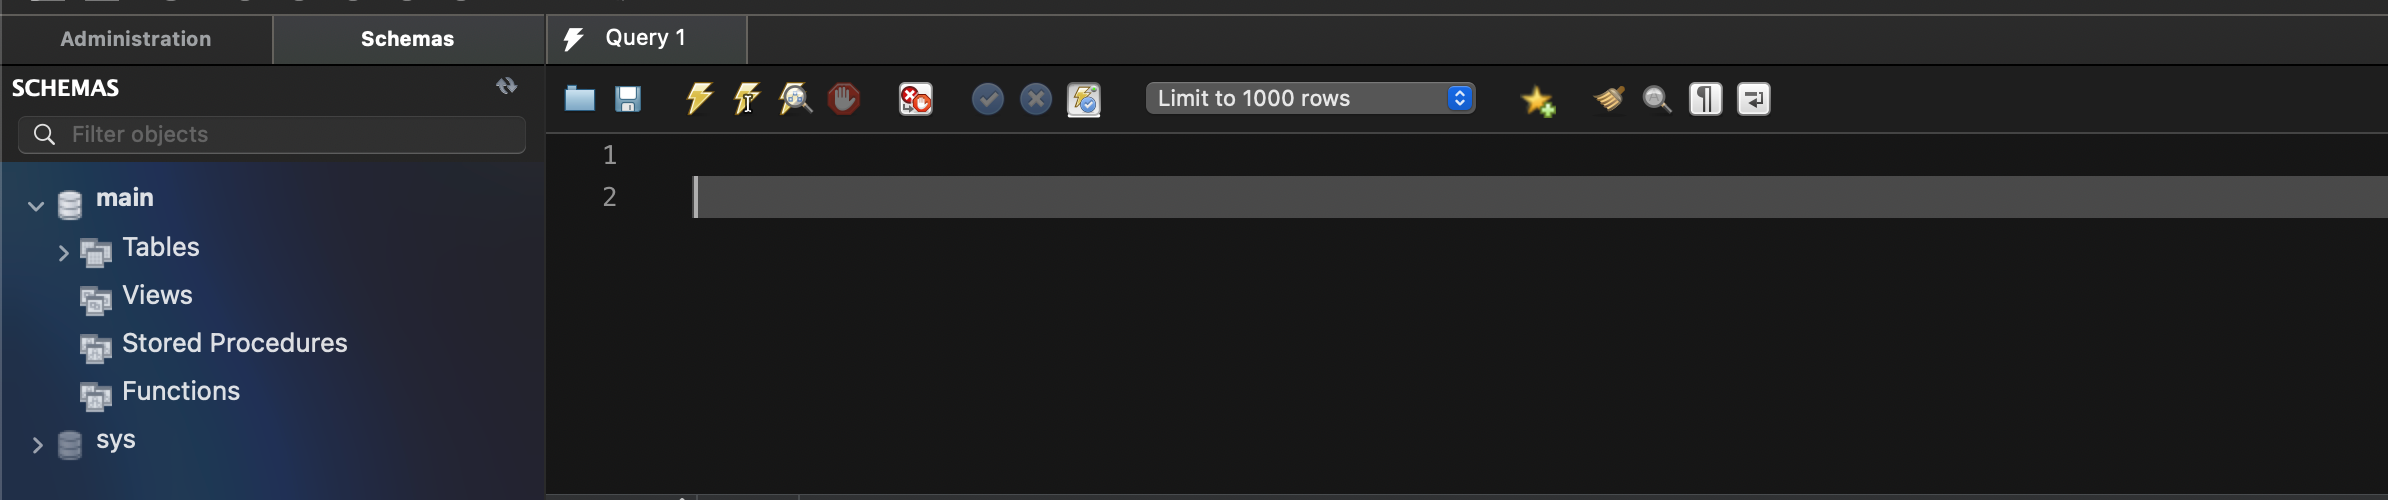 Administration
Schemas
Query 1
SCHEMAS
Filter objects
Limit to 1000 rows
1
2
main
Tables
Views
Stored Procedures
Functions
sys